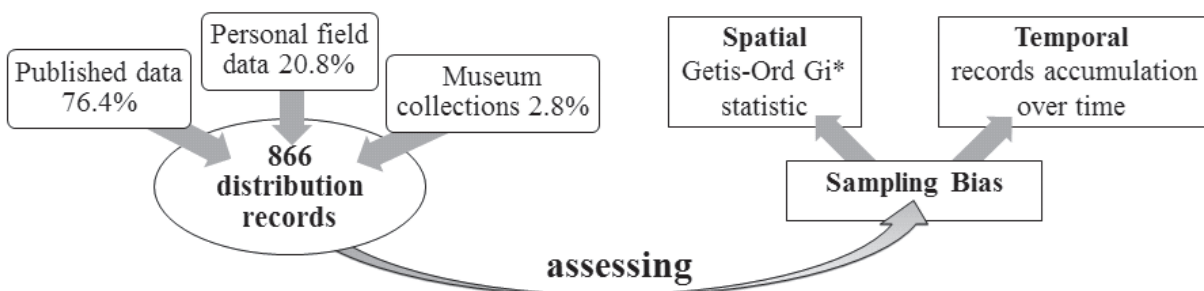 Published data
76.4%
Personal field
data 20.8%
Museum
collections 2.8%
866
distribution
records
assessing
Sampling Bias
Spatial
Getis-Ord Gi*
statistic
Temporal
records accumulation
over time